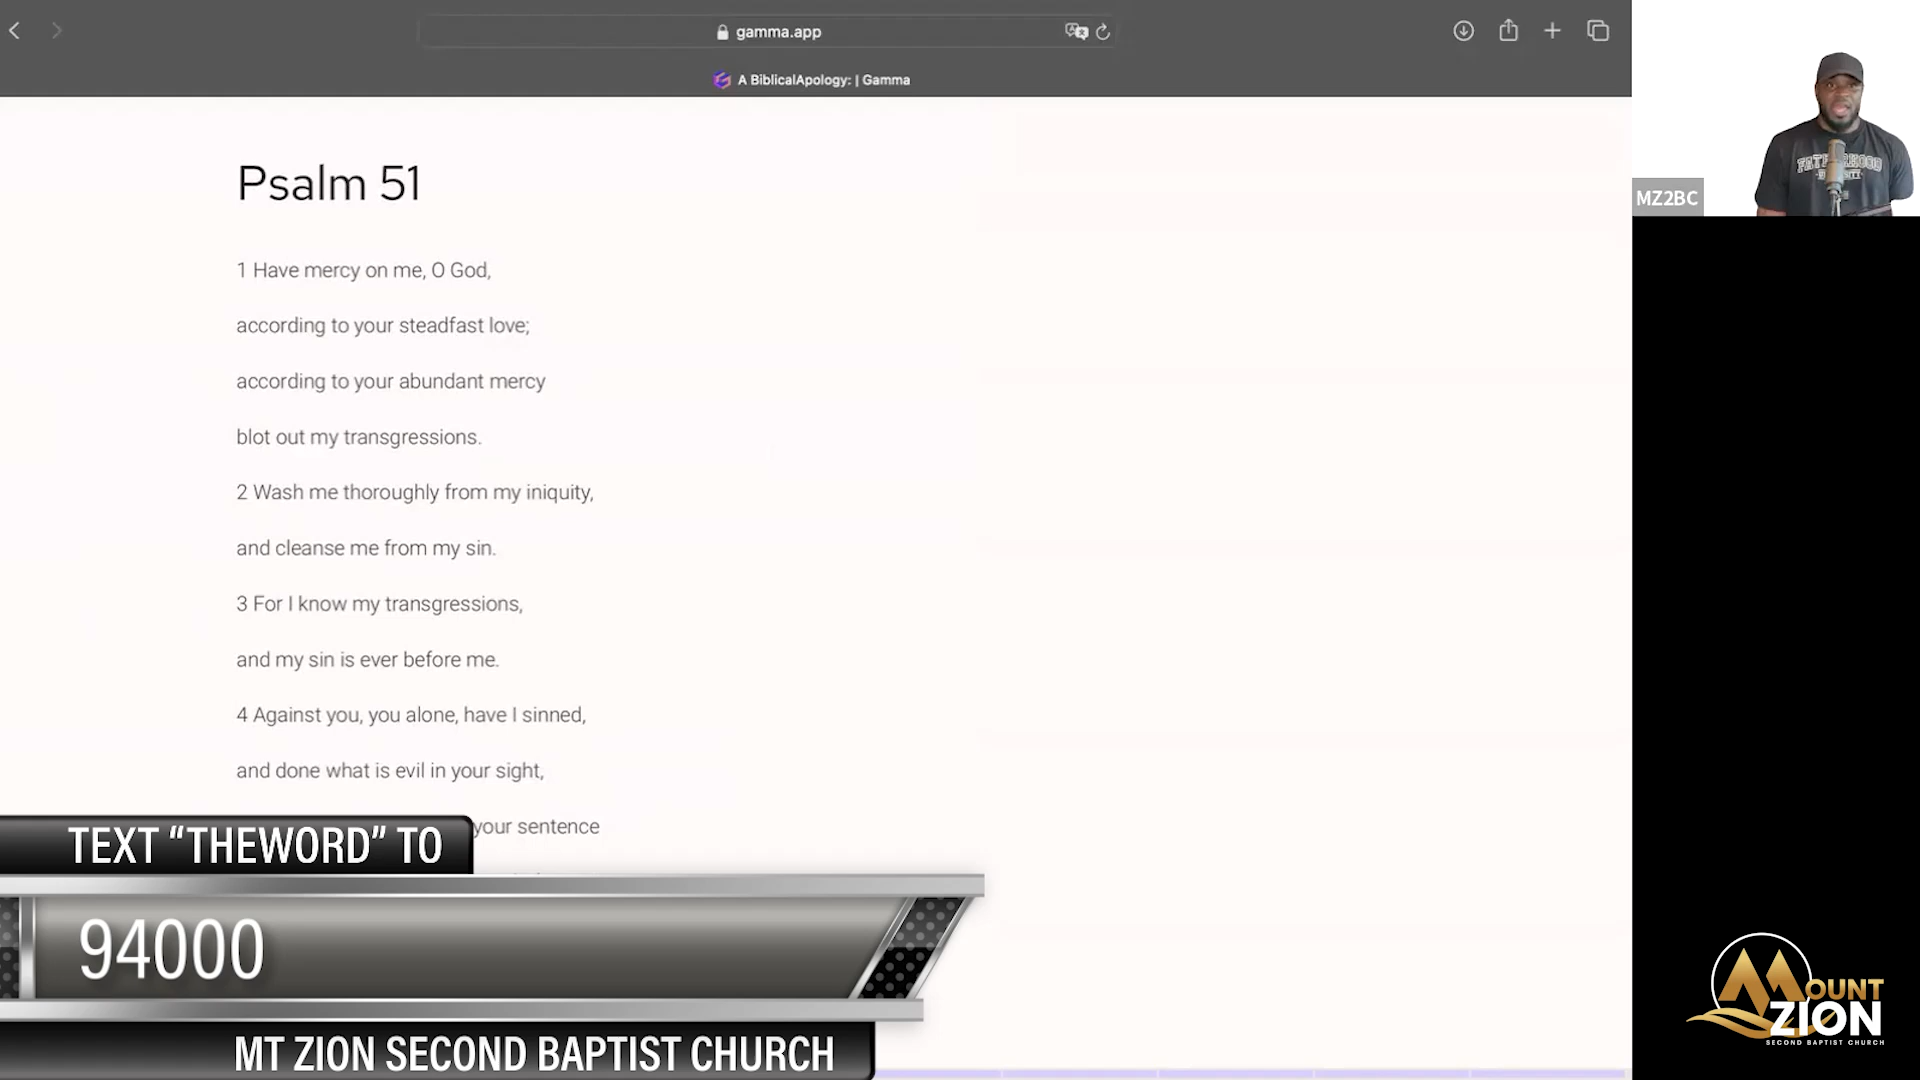 gamma.app
A BiblicalApology: | Gamma
Psalm 51
1 Have mercy on me, O God,
according to your steadfast love;
according to your abundant mercy
blot out my transgressions.
2 Wash me thoroughly from my iniquity,
and cleanse me from my sin.
3 For I know my transgressions,
and my sin is ever before me.
4 Against you, you alone, have I sinned,
and done what is evil in your sight,
your sentence
TEXT “THEWORD” TO
94000
MT ZION SECOND BAPTIST CHURCH
MZ2BC
FATHERHOOD
MOUNT
ZION
SECOND BAPTIST CHURCH